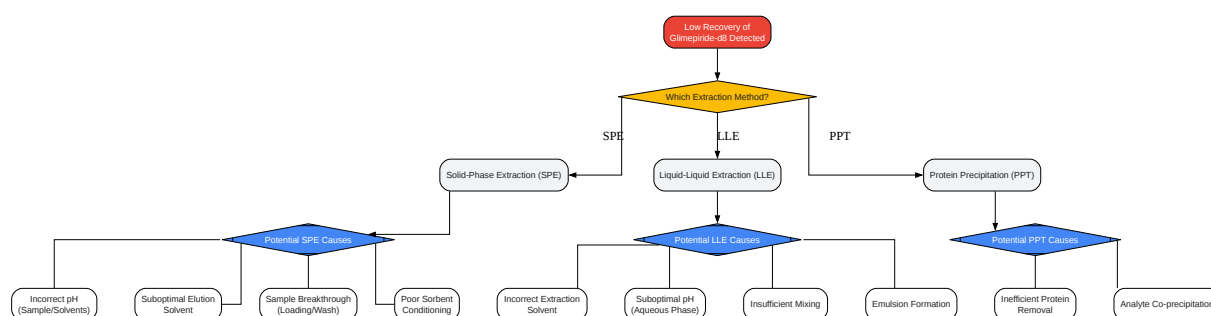 Low Recovery of
Glimepiride-d8 Detected
Which Extraction Method?
SPE
LLE
PPT
Solid-Phase Extraction (SPE)
Liquid-Liquid Extraction (LLE)
Protein Precipitation (PPT)
Potential SPE Causes
Potential LLE Causes
Potential PPT Causes
Incorrect pH
(Sample/Solvents)
Suboptimal Elution
Solvent
Sample Breakthrough
(Loading/Wash)
Poor Sorbent
Conditioning
Incorrect Extraction
Solvent
Suboptimal pH
(Aqueous Phase)
Insufficient Mixing
Emulsion Formation
Inefficient Protein
Removal
Analyte Co-precipitation